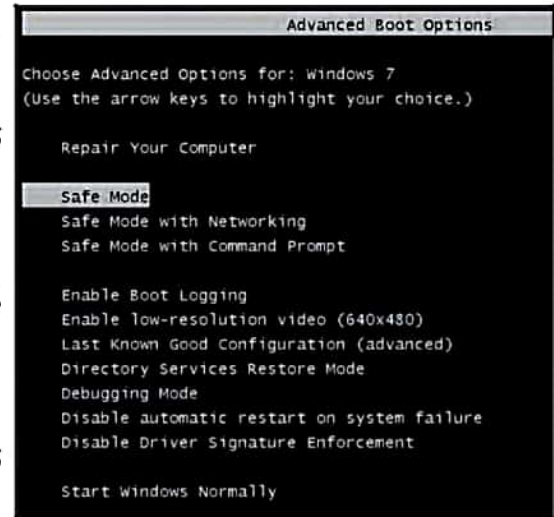 Advanced Boot Options
Choose Advanced Options for: Windows 7
(Use the arrow keys to highlight your choice.)
Repair Your Computer
Safe Mode
Safe Mode with Networking
Safe Mode with Command Prompt
Enable Boot Logging
Enable low-resolution video (640x480)
Last Known Good Configuration (advanced)
Directory Services Restore Mode
Debugging Mode
Disable automatic restart on system failure
Disable Driver Signature Enforcement
Start Windows Normally